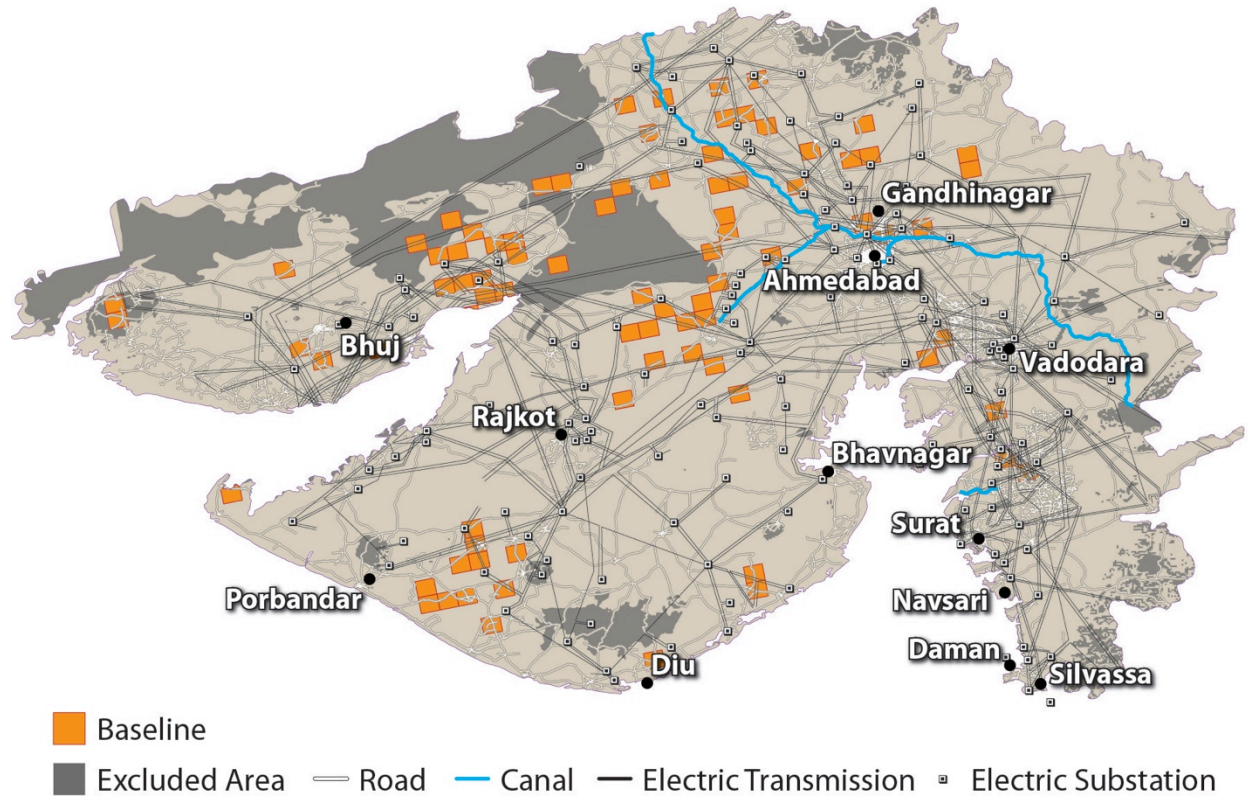 Gandhinagar
Ahmedabad
Bhuj
Vadodara
Rajkot
Bhavnagar
Surat
Porbandar
Navsari
Daman
Diu
Silvassa
Baseline
Excluded Area Road Canal Electric Transmission Electric Substation